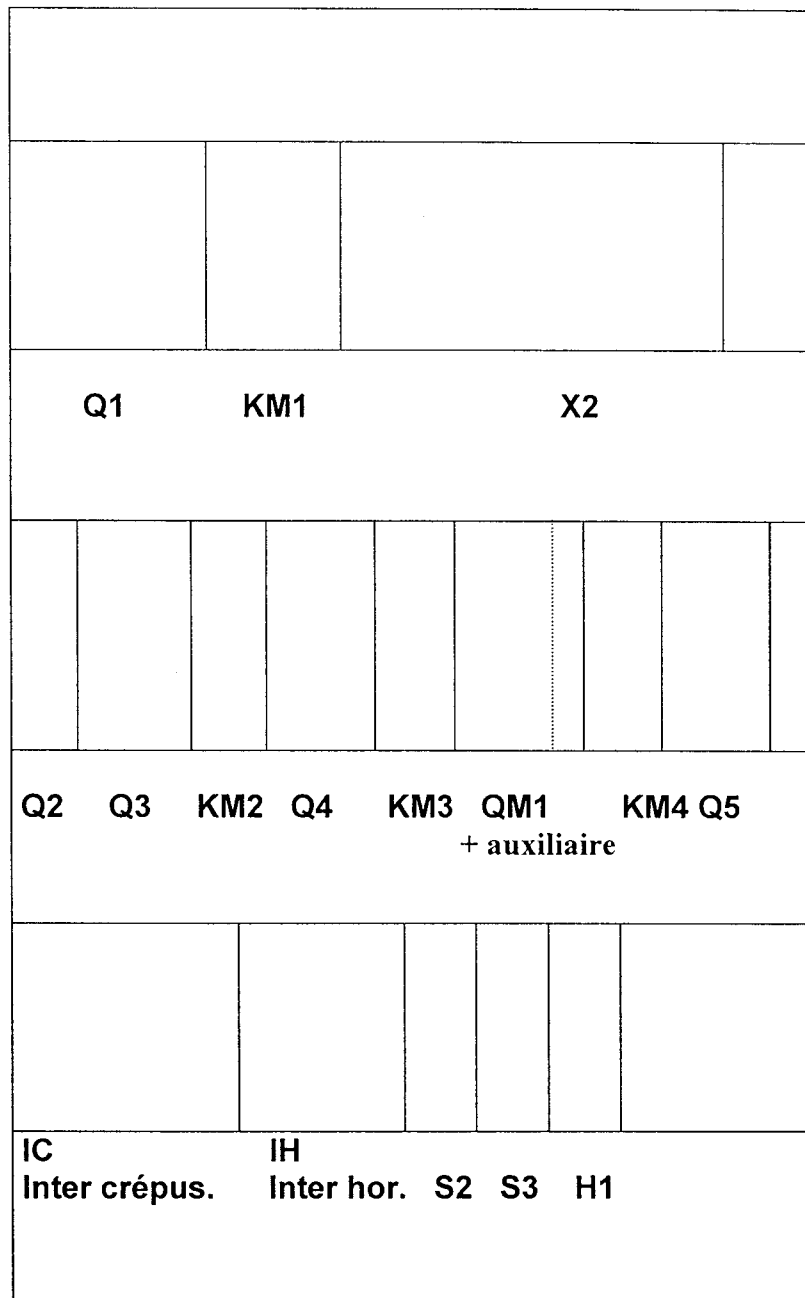 Q1 KM1 X2
Q2 Q3 KM2 Q4 KM3 QM1 KM4 Q5
+ auxiliaire
IC IH
Inter crépus. Inter hor. S2 S3 H1